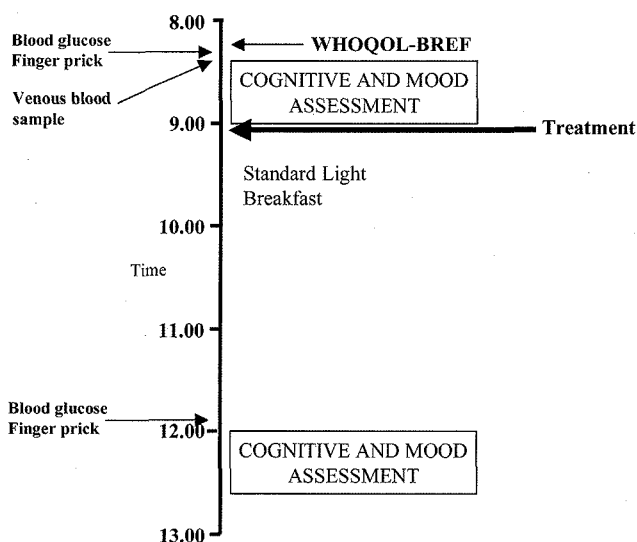 8.00
Blood glucose
Finger prick
WHOQOL-BREF
Venous blood
sample
COGNITIVE AND MOOD
ASSESSMENT
9.00
Treatment
Standard Light
Breakfast
10.00
Time
11.00
Blood glucose
Finger prick
12.00
COGNITIVE AND MOOD
ASSESSMENT
13.00